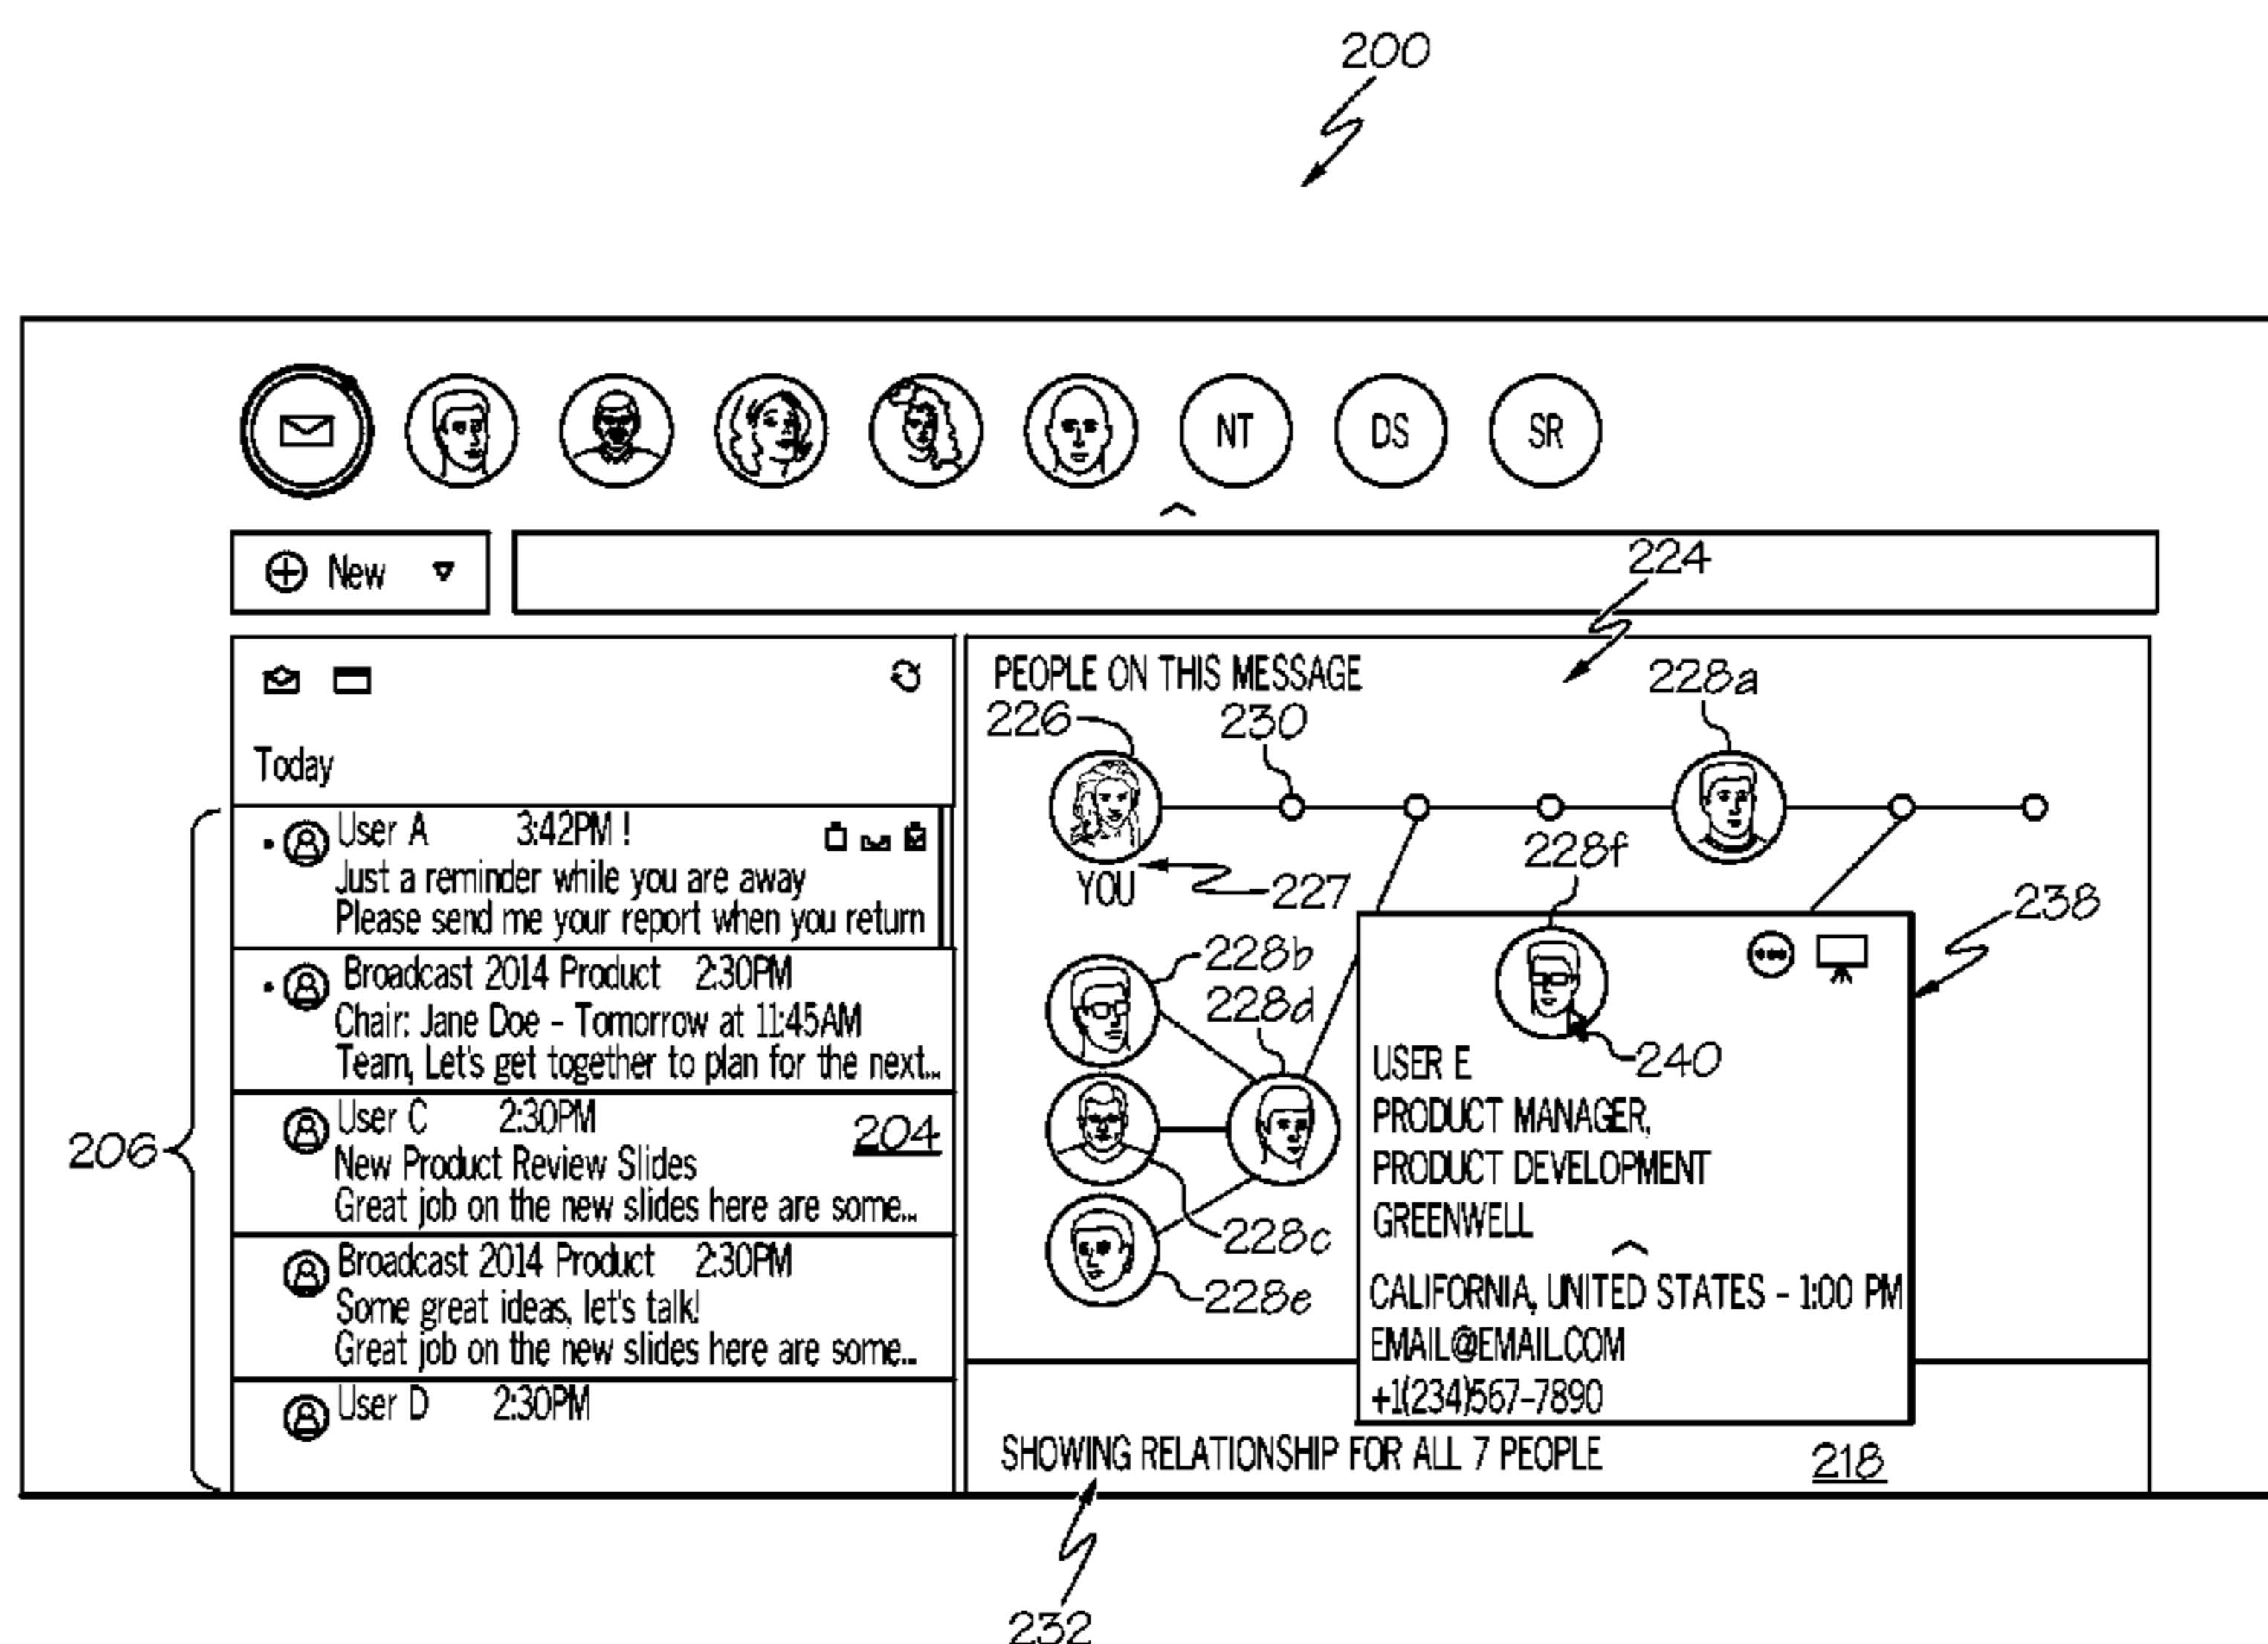 200
NT DS SR
New
224
PEOPLE ON THIS MESSAGE
228a
226 230
Today
User A 3:42PM !
Just a reminder while you are away
Please send me your report when you return
228f
YOU 227
238
Broadcast 2014 Product 2:30PM
Chair: Jane Doe - Tomorrow at 11:45AM
Team, Let's get together to plan for the next...
228b
228d
240
USER E
PRODUCT MANAGER,
PRODUCT DEVELOPMENT
GREENWELL
206
User C 2:30PM
204
New Product Review Slides
Great job on the new slides here are some...
228c
228e
CALIFORNIA, UNITED STATES - 1:00 PM
EMAIL@EMAIL.COM
+1(234)567-7890
Broadcast 2014 Product 2:30PM
Some great ideas, let's talk!
Great job on the new slides here are some...
User D 2:30PM
SHOWING RELATIONSHIP FOR ALL 7 PEOPLE
218
232